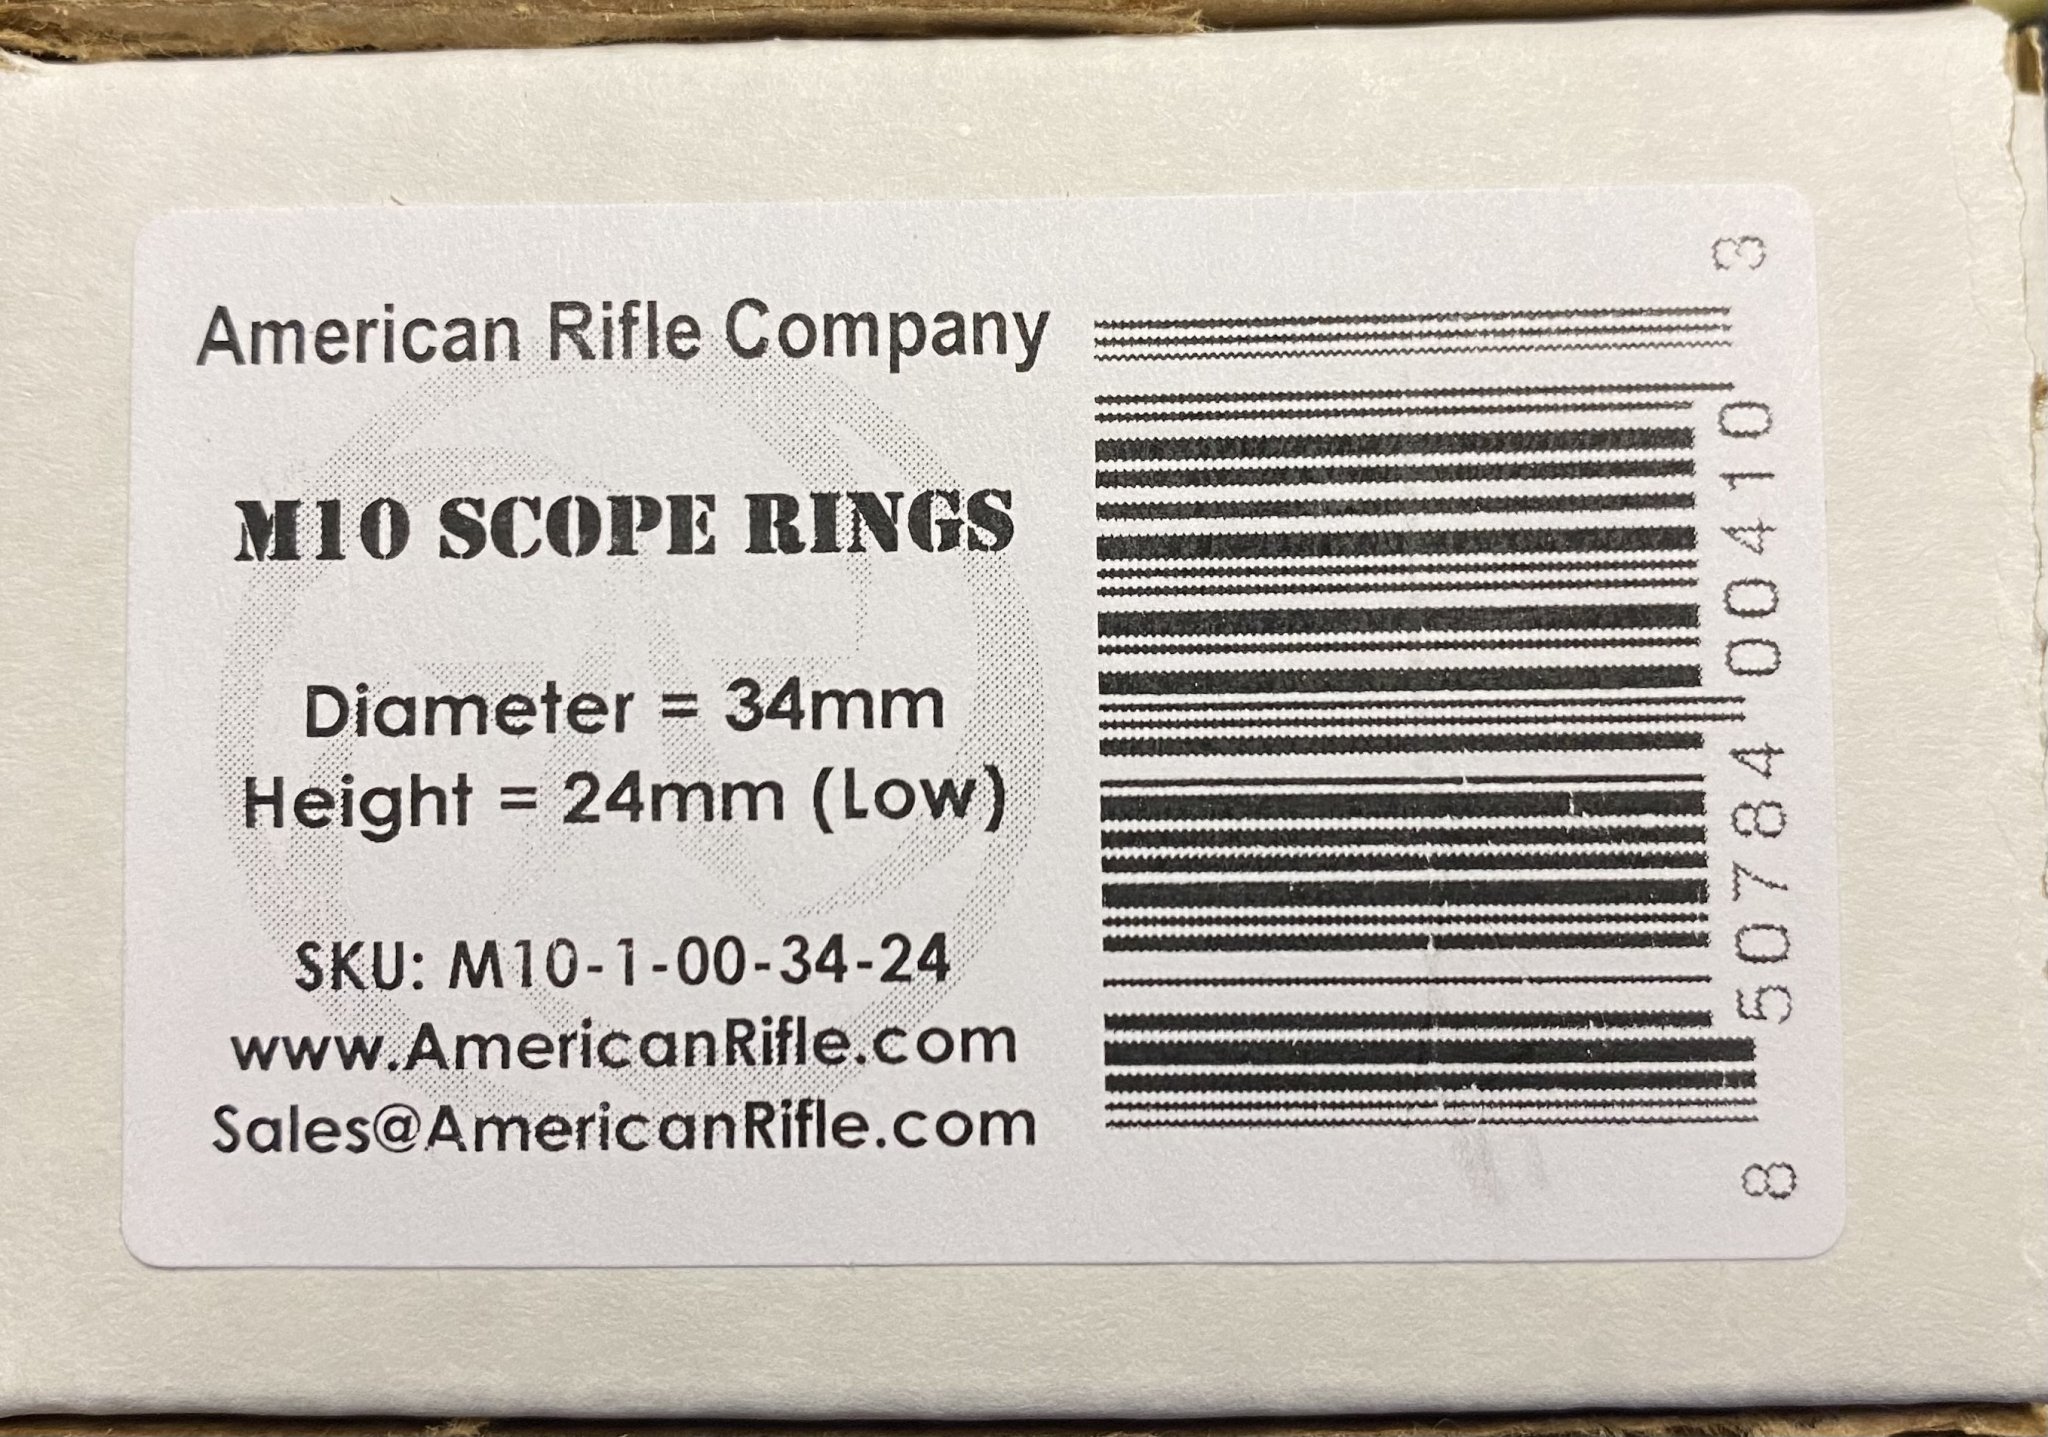 American Rifle Company
M10 SCOPE RINGS
Diameter = 34mm
Height = 24mm (Low)
SKU: M10-1-00-34-24
www.AmericanRifle.com
Sales@AmericanRifle.com
8 50784 00410 3